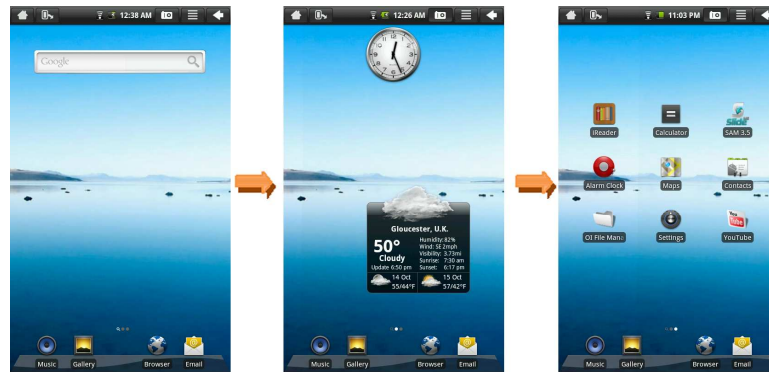 12:38 AM
Google
Music Gallery Browser Email
12:26 AM
Gloucester, U.K.
50°
Cloudy
Update 6:50 pm
Humidity: 82%
Wind: SE 2mph
Visibility: 3.73mi
Sunrise: 7:30 am
Sunset: 6:17 pm
14 Oct
55/44°F
15 Oct
57/42°F
Music Gallery Browser Email
11:03 PM
iReader Calculator SAM 3.5
Alarm Clock Maps Contacts
OI File Mana Settings YouTube
Music Gallery Browser Email